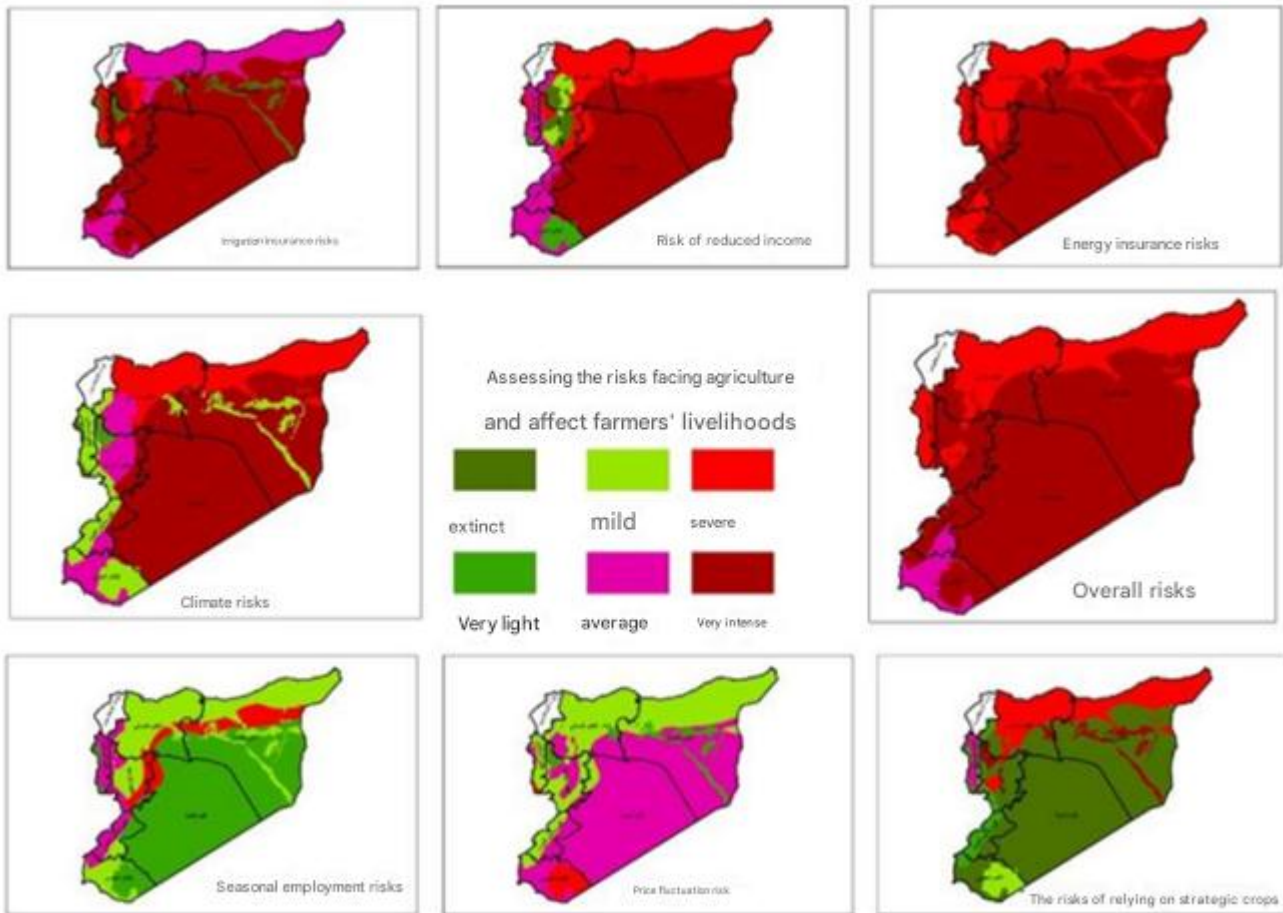 Irrigation insurance risks
Risk of reduced income
Energy insurance risks
Climate risks
Assessing the risks facing agriculture
and affect farmers' livelihoods
extinct
mild
severe
Very light
average
Very intense
Overall risks
Seasonal employment risks
Price fluctuation risk
The risks of relying on strategic crops